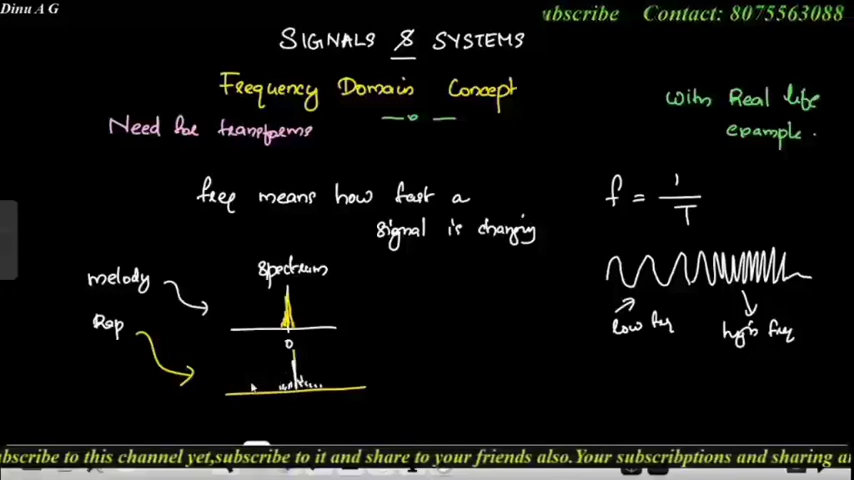 Dinu A G
ubscribe Contact: 8075563088
SIGNALS & SYSTEMS
Frequency Domain Concept
Need for transforms
with Real life
example.
freq means how fast a
signal is changing
f = 1
T
spectrum
melody
Rap
0
low freq
high freq
bscribe to this channel yet,subscribe to it and share to your friends also.Your subscribptions and sharing a